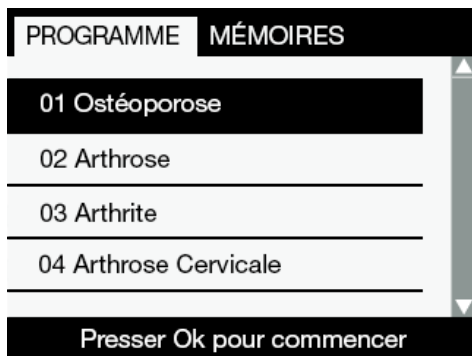 PROGRAMME MÉMOIRES
01 Ostéoporose
02 Arthrose
03 Arthrite
04 Arthrose Cervicale
Presser Ok pour commencer